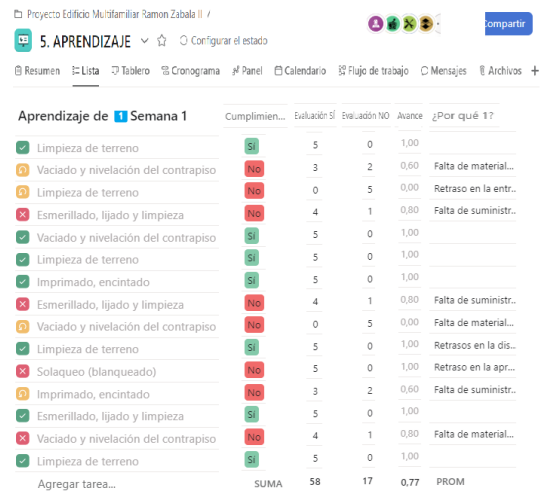 Proyecto Edificio Multifamiliar Ramon Zabala II /
5. APRENDIZAJE Configurar el estado Compartir
Resumen Lista Tablero Cronograma Panel Calendario Flujo de trabajo Mensajes Archivos +
Aprendizaje de 1 Semana 1 Cumplimien... Evaluación SÍ Evaluación NO Avance ¿Por qué 1?
Limpieza de terreno Sí 5 0 1,00
Vaciado y nivelación del contrapiso No 3 2 0,60 Falta de material...
Limpieza de terreno No 0 5 0,00 Retraso en la entr..
Esmerillado, lijado y limpieza No 4 1 0,80 Falta de suministr..
Vaciado y nivelación del contrapiso Sí 5 0 1,00
Limpieza de terreno Sí 5 0 1,00
Imprimado, encintado Sí 5 0 1,00
Esmerillado, lijado y limpieza No 4 1 0,80 Falta de suministr..
Vaciado y nivelación del contrapiso No 0 5 0,00 Falta de material...
Limpieza de terreno Sí 5 0 1,00 Retrasos en la dis..
Solaqueo (blanqueado) No 5 0 1,00 Retraso en la apr...
Imprimado, encintado No 3 2 0,60 Falta de suministr..
Esmerillado, lijado y limpieza Sí 5 0 1,00
Vaciado y nivelación del contrapiso No 4 1 0,80 Falta de material...
Limpieza de terreno Sí 5 0 1,00
Agregar tarea... SUMA 58 17 0,77 PROM